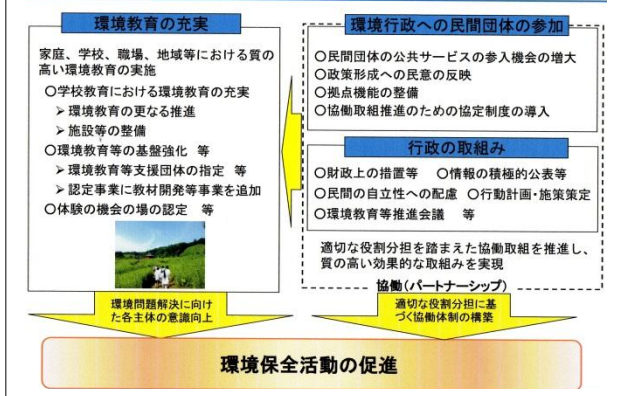 環境教育の充実
家庭、学校、職場、地域等における質の
高い環境教育の実施
○学校教育における環境教育の充実
➢環境教育の更なる推進
➢施設等の整備
○環境教育等の基盤強化 等
➢環境教育等支援団体の指定 等
➢認定事業に教材開発等事業を追加
○体験の機会の場の認定 等
環境問題解決に向け
た各主体の意識向上
環境行政への民間団体の参加
○民間団体の公共サービスの参入機会の増大
○政策形成への民意の反映
○拠点機能の整備
○協働取組推進のための協定制度の導入
行政の取組み
○財政上の措置等 ○情報の積極的公表等
○民間の自立性への配慮 ○行動計画・施策策定
○環境教育等推進会議 等
適切な役割分担を踏まえた協働取組を推進し、
質の高い効果的な取組みを実現
協働(パートナーシップ)
適切な役割分担に基
づく協働体制の構築
環境保全活動の促進